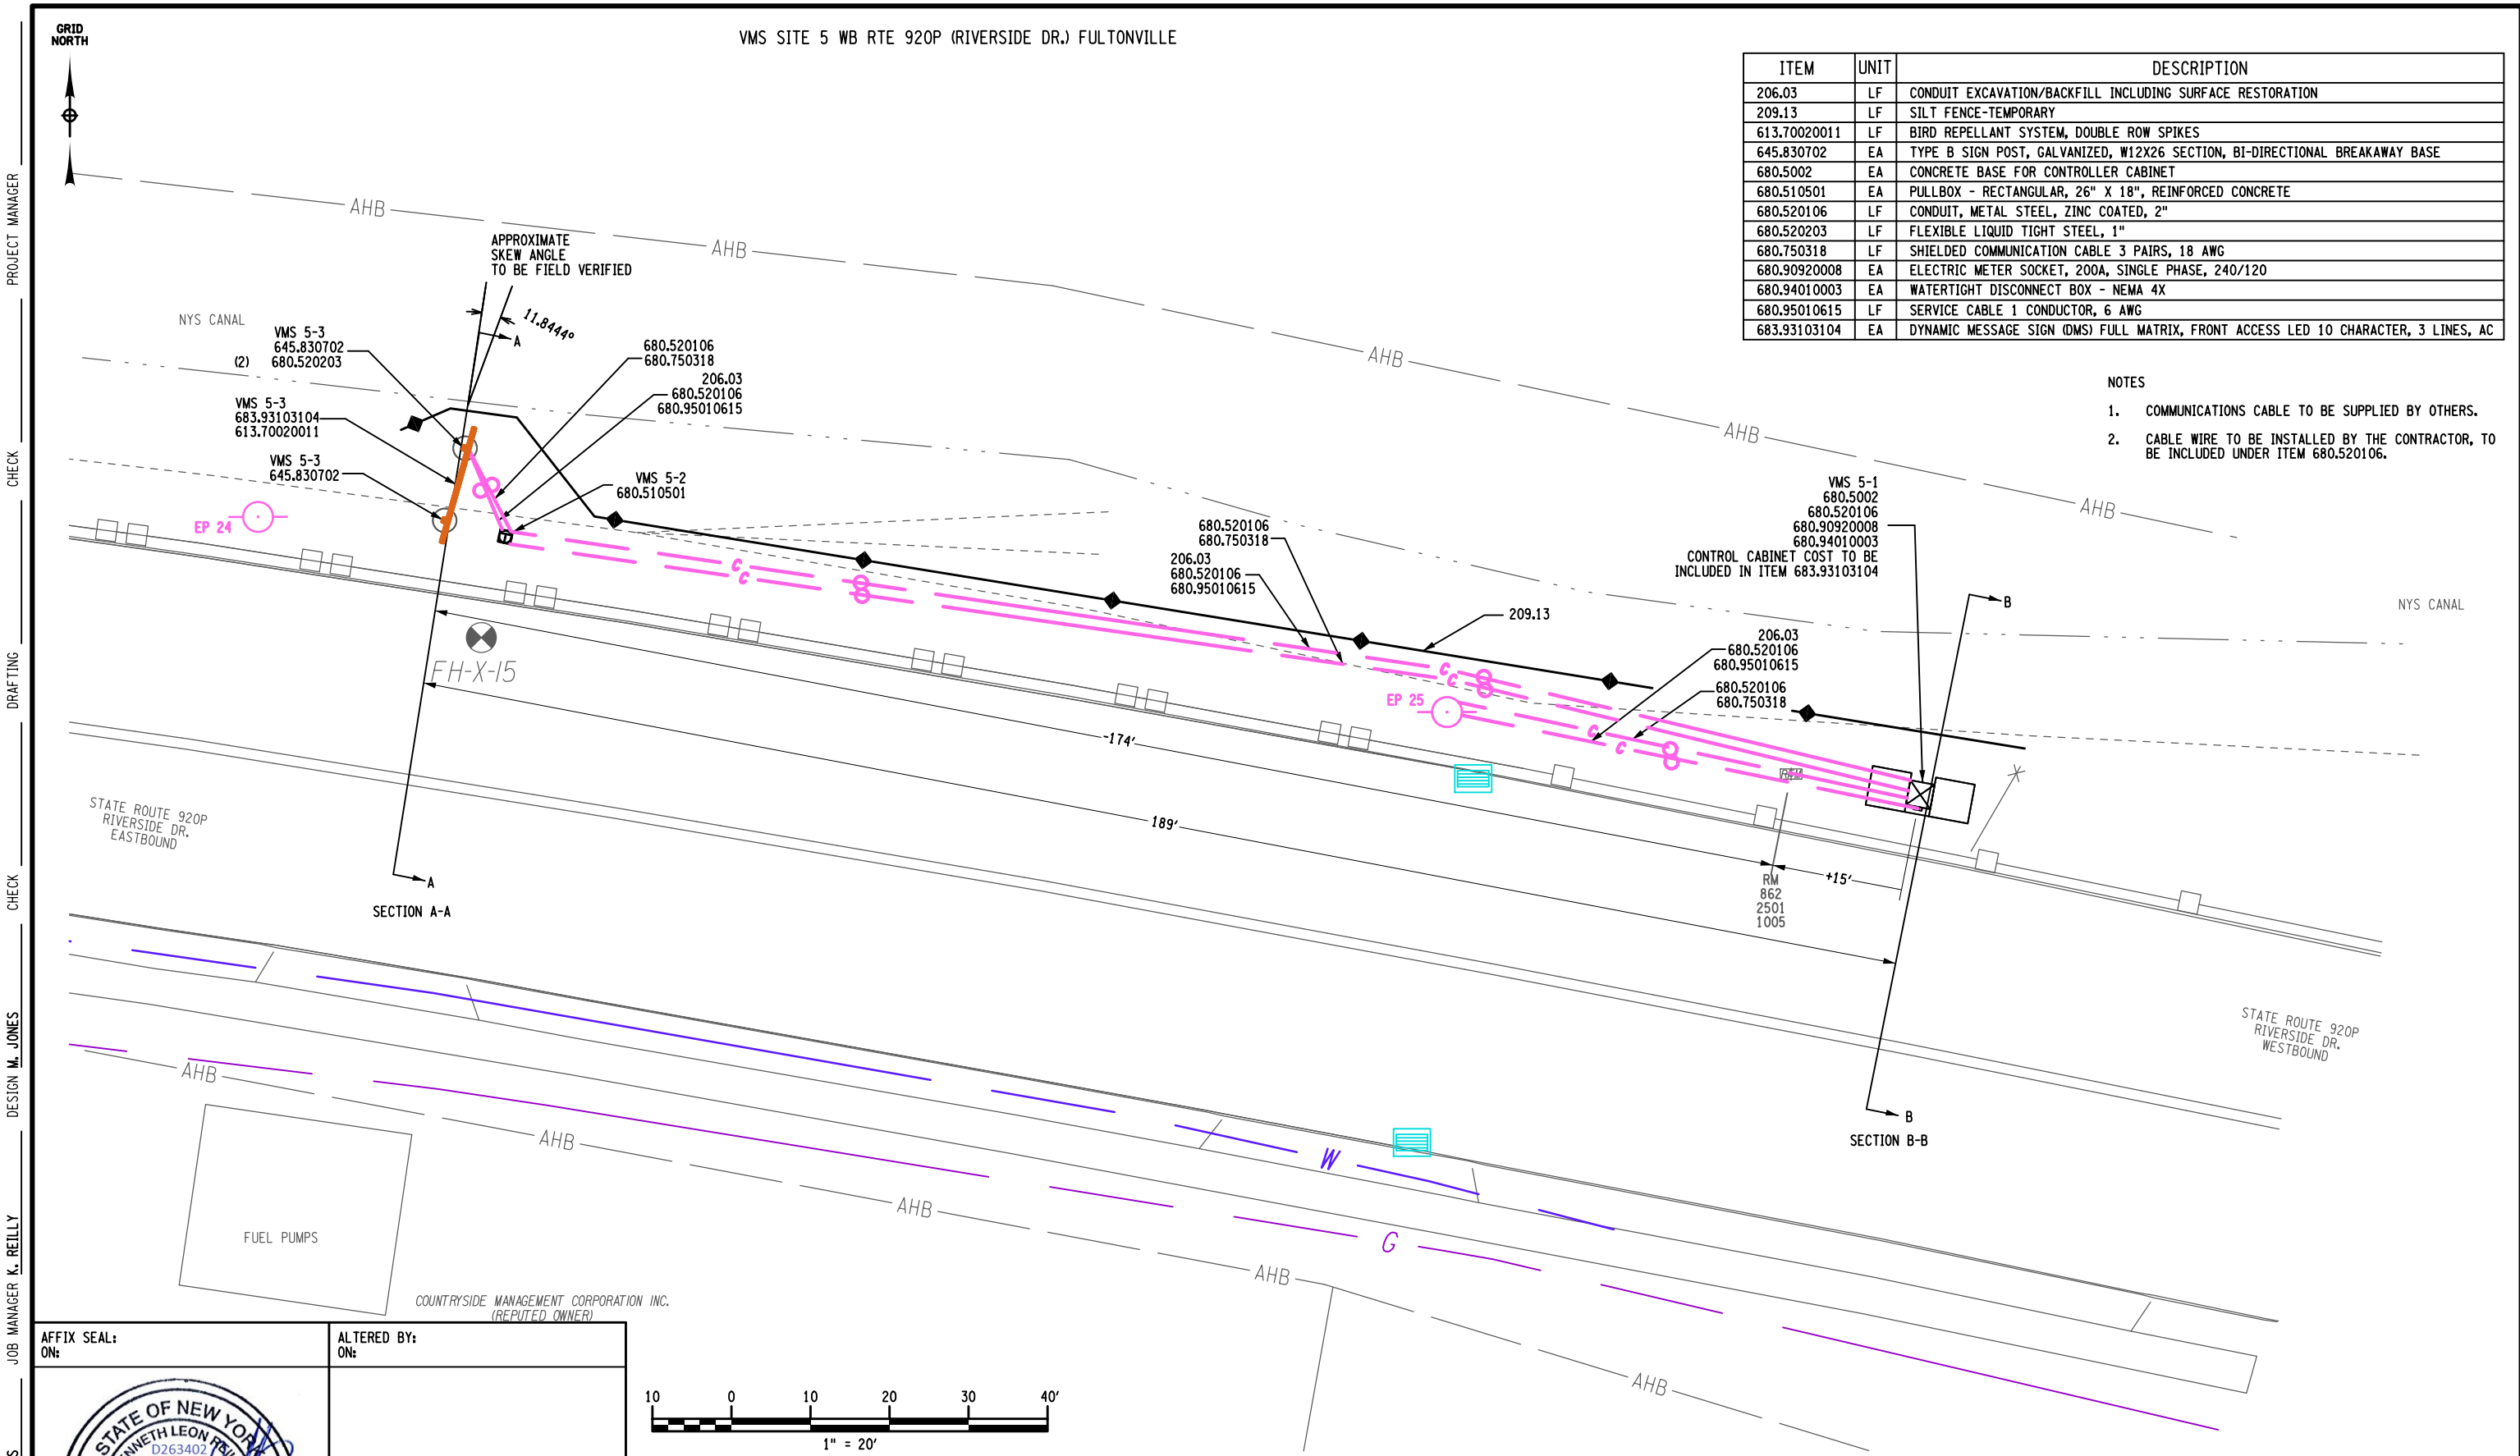 GRID
NORTH
VMS SITE 5 WB RTE 920P (RIVERSIDE DR.) FULTONVILLE
ITEM UNIT DESCRIPTION
206.03 LF CONDUIT EXCAVATION/BACKFILL INCLUDING SURFACE RESTORATION
209.13 LF SILT FENCE-TEMPORARY
613.70020011 LF BIRD REPELLANT SYSTEM, DOUBLE ROW SPIKES
645.830702 EA TYPE B SIGN POST, GALVANIZED, W12X26 SECTION, BI-DIRECTIONAL BREAKAWAY BASE
680.5002 EA CONCRETE BASE FOR CONTROLLER CABINET
680.510501 EA PULLBOX - RECTANGULAR, 26" X 18", REINFORCED CONCRETE
680.520106 LF CONDUIT, METAL STEEL, ZINC COATED, 2"
680.520203 LF FLEXIBLE LIQUID TIGHT STEEL, 1"
680.750318 LF SHIELDED COMMUNICATION CABLE 3 PAIRS, 18 AWG
680.90920008 EA ELECTRIC METER SOCKET, 200A, SINGLE PHASE, 240/120
680.94010003 EA WATERTIGHT DISCONNECT BOX - NEMA 4X
680.95010615 LF SERVICE CABLE 1 CONDUCTOR, 6 AWG
683.93103104 EA DYNAMIC MESSAGE SIGN (DMS) FULL MATRIX, FRONT ACCESS LED 10 CHARACTER, 3 LINES, AC
NOTES
1. COMMUNICATIONS CABLE TO BE SUPPLIED BY OTHERS.
2. CABLE WIRE TO BE INSTALLED BY THE CONTRACTOR, TO
BE INCLUDED UNDER ITEM 680.520106.
AHB
AHB
AHB
AHB
AHB
APPROXIMATE
SKEW ANGLE
TO BE FIELD VERIFIED
11.8444°
A
NYS CANAL
VMS 5-3
645.830702
(2) 680.520203
VMS 5-3
683.93103104
613.70020011
VMS 5-3
645.830702
680.520106
680.750318
206.03
680.520106
680.95010615
VMS 5-2
680.510501
EP 24
FH-X-15
C
C
680.520106
680.750318
206.03
680.520106
680.95010615
209.13
VMS 5-1
680.5002
680.520106
680.90920008
680.94010003
CONTROL CABINET COST TO BE
INCLUDED IN ITEM 683.93103104
B
NYS CANAL
206.03
680.520106
680.95010615
680.520106
680.750318
C
C
EP 25
C
C
-174'
189'
+15'
RM
862
2501
1005
STATE ROUTE 920P
RIVERSIDE DR.
EASTBOUND
A
SECTION A-A
STATE ROUTE 920P
RIVERSIDE DR.
WESTBOUND
B
SECTION B-B
AHB
AHB
AHB
AHB
AHB
W
G
FUEL PUMPS
COUNTRYSIDE MANAGEMENT CORPORATION INC.
(REPUTED OWNER)
AFFIX SEAL:
ON:
ALTERED BY:
ON:
STATE OF NEW YOR
NNETH LEON REIL
D263402
10 0 10 20 30 40'
1" = 20'
PROJECT MANAGER
CHECK
DRAFTING
CHECK
DESIGN M. JONES
JOB MANAGER K. REILLY